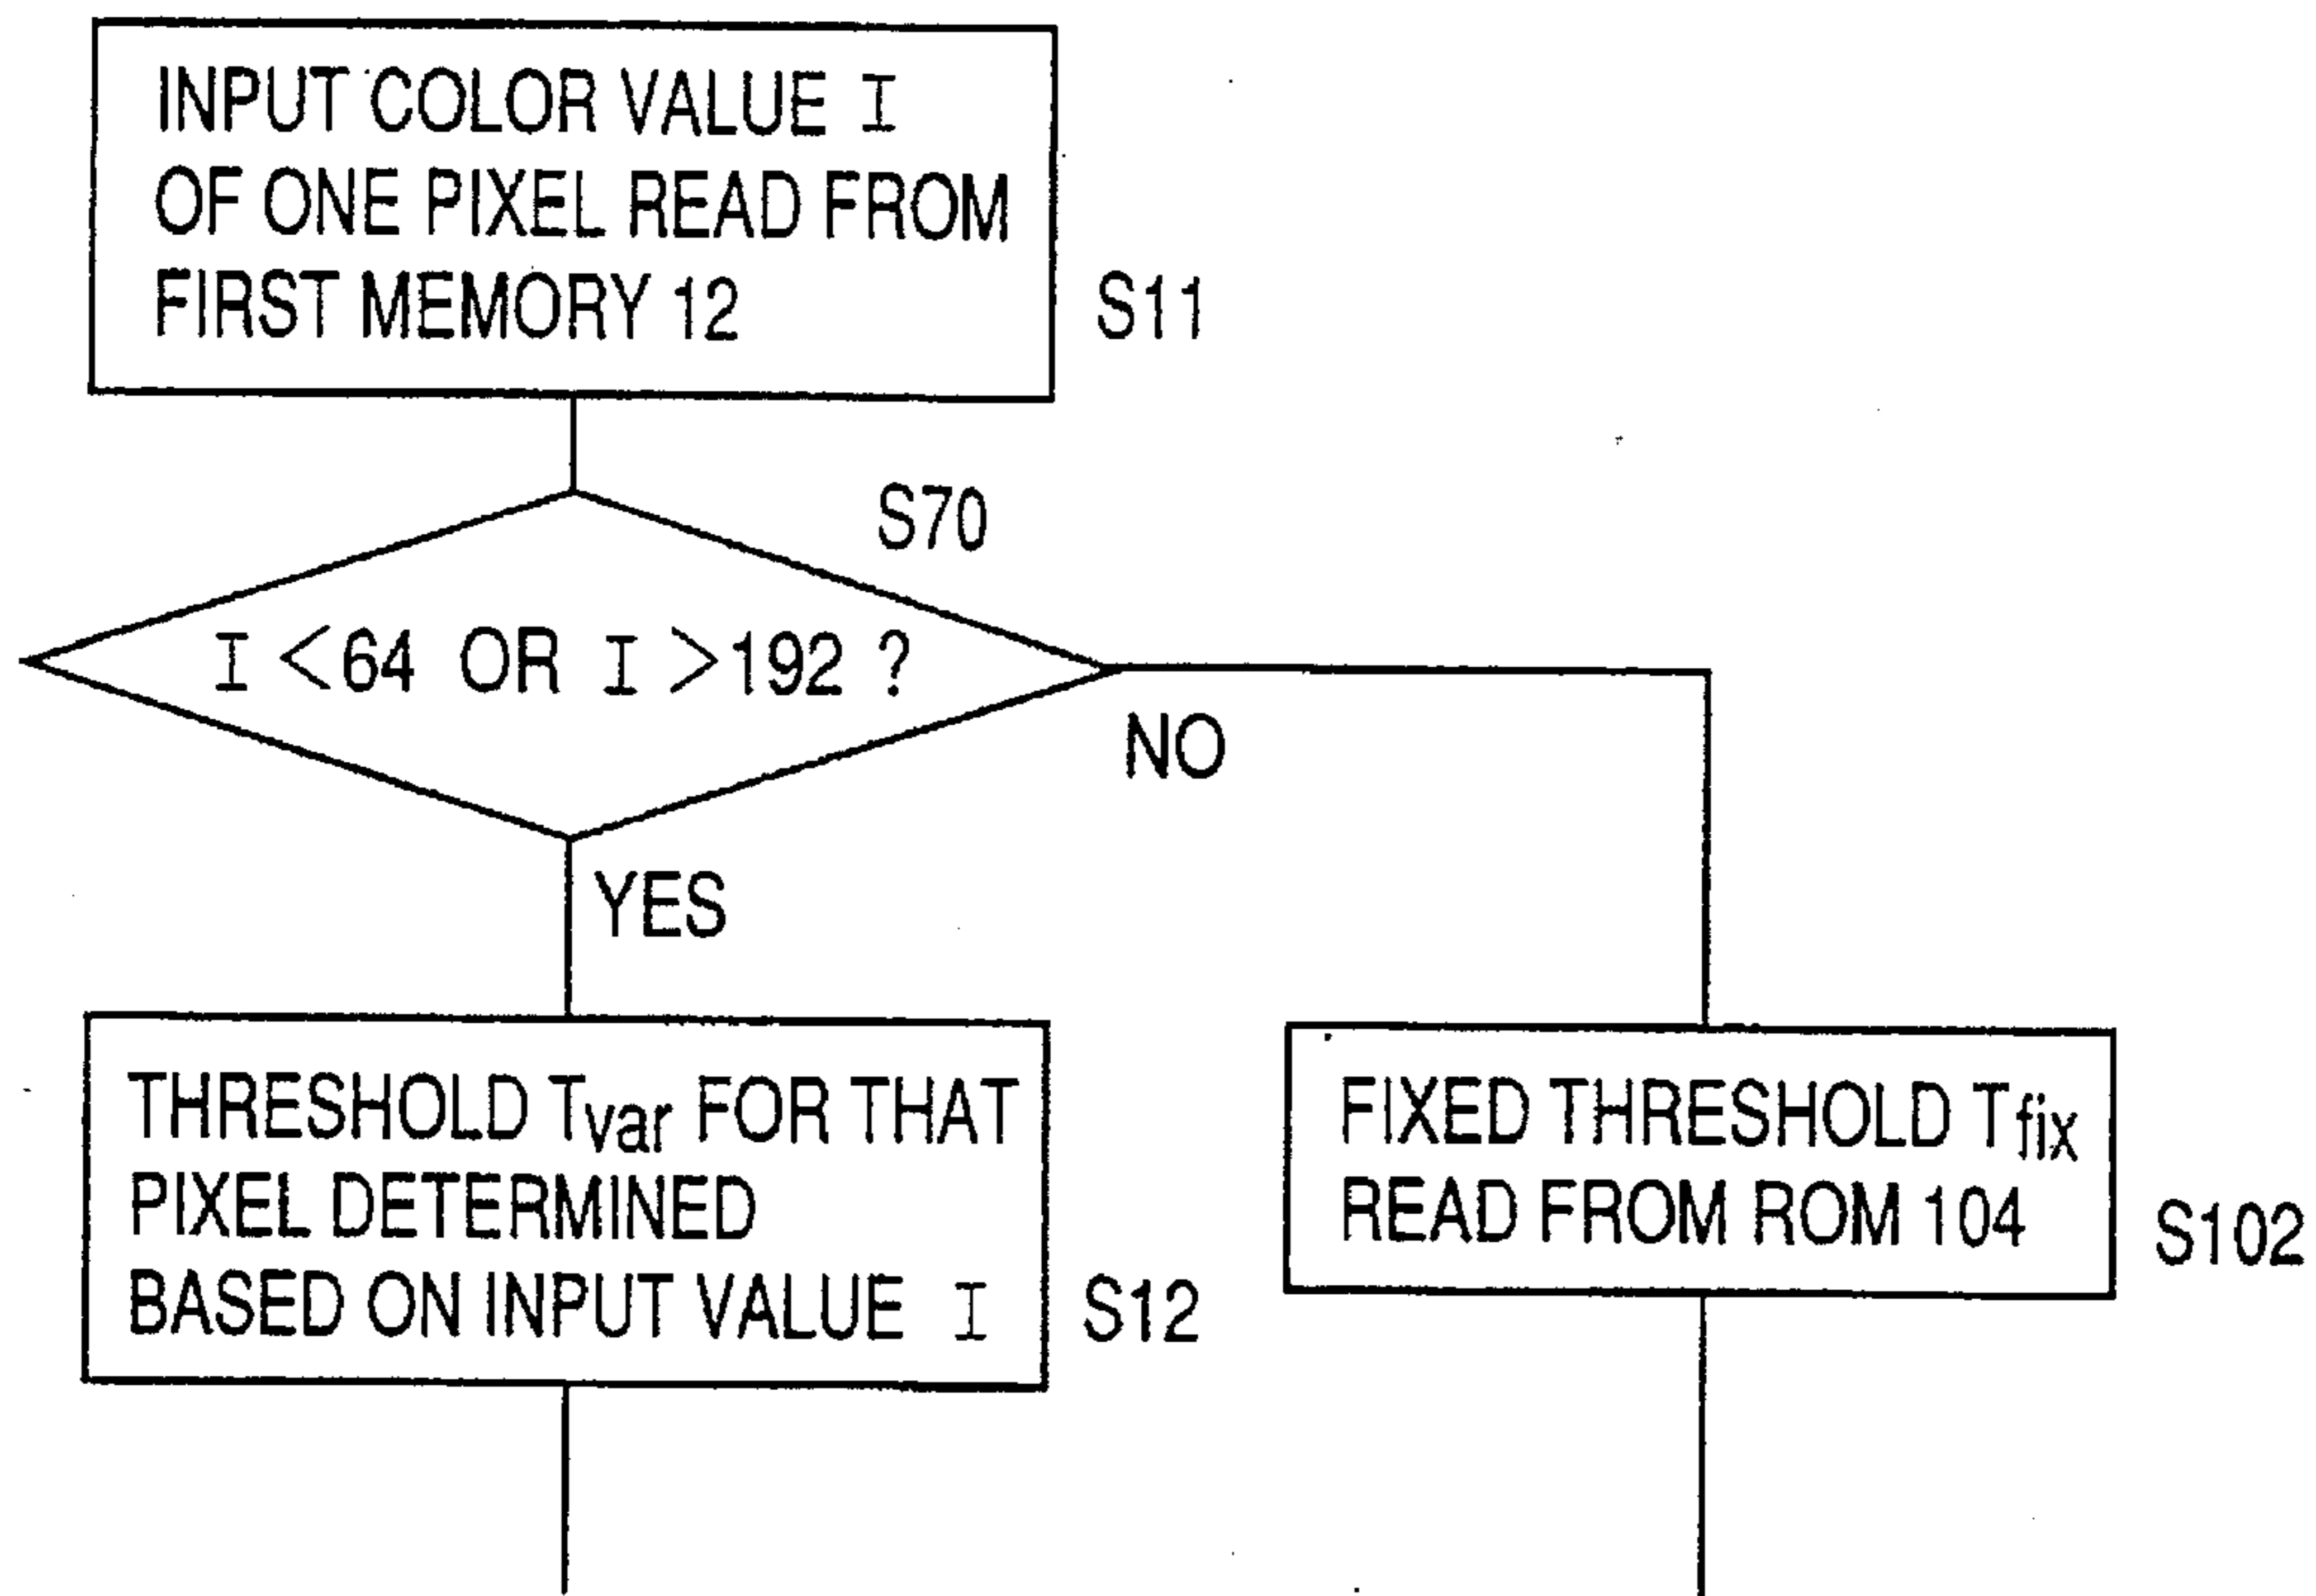 INPUT COLOR VALUE I
OF ONE PIXEL READ FROM
FIRST MEMORY 12
S11
S70
I <64 OR I >192 ?
NO
YES
THRESHOLD Tvar FOR THAT
PIXEL DETERMINED
BASED ON INPUT VALUE I
S12
FIXED THRESHOLD Tfix
READ FROM ROM 104
S102